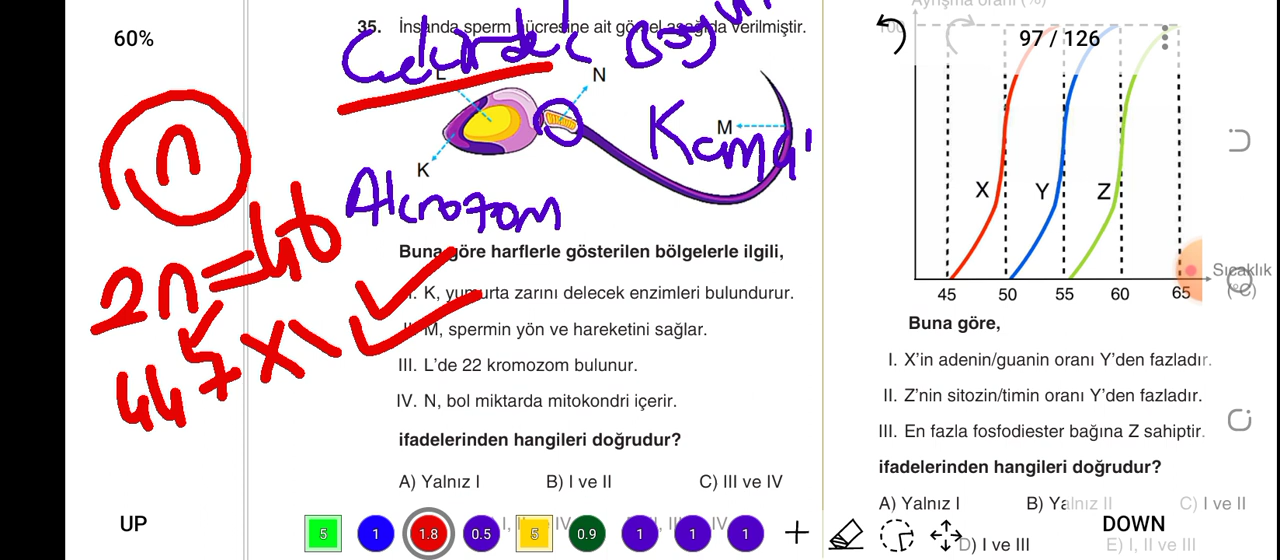 60%
UP
n
2n=46
44+XY
35. İnsanda sperm hücresine ait görsel aşağıda verilmiştir.
Çekirdek
Boyun
L
N
M
K
Kamçı
Akrozom
Buna göre harflerle gösterilen bölgelerle ilgili,
I. K, yumurta zarını delecek enzimleri bulundurur.
II. M, spermin yön ve hareketini sağlar.
III. L’de 22 kromozom bulunur.
IV. N, bol miktarda mitokondri içerir.
ifadelerinden hangileri doğrudur?
A) Yalnız I B) I ve II C) III ve IV
5 1 1.8 0.5 5 0.9 1 1 1
Ayrışma oranı (%)
100
97 / 126
X Y Z
45 50 55 60 65
Sıcaklık
(°C)
Buna göre,
I. X’in adenin/guanin oranı Y’den fazladır.
II. Z’nin sitozin/timin oranı Y’den fazladır.
III. En fazla fosfodiester bağına Z sahiptir.
ifadelerinden hangileri doğrudur?
A) Yalnız I B) Yalnız II C) I ve II
DOWN
D) I ve III E) I, II ve III